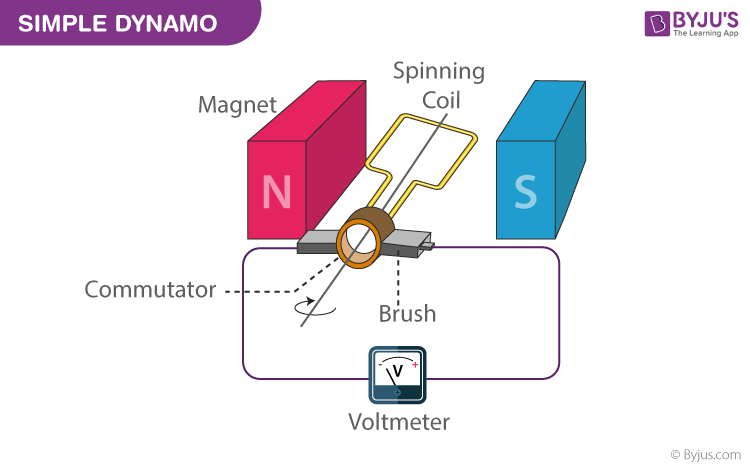 SIMPLE DYNAMO
BYJU'S
The Learning App
Spinning
Coil
Magnet
N
S
Commutator
Brush
- +
V
Voltmeter
© Byjus.com